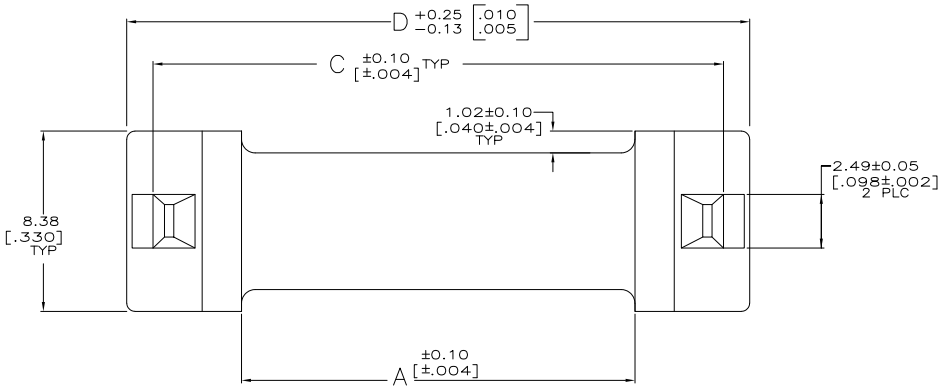 D +0.25 -0.13 [.010 .005]
C ±0.10 [±.004] TYP
1.02±0.10
[.040±.004]
TYP
2.49±0.05
[.098±.002]
2 PLC
8.38
[.330]
TYP
A ±0.10 [±.004]